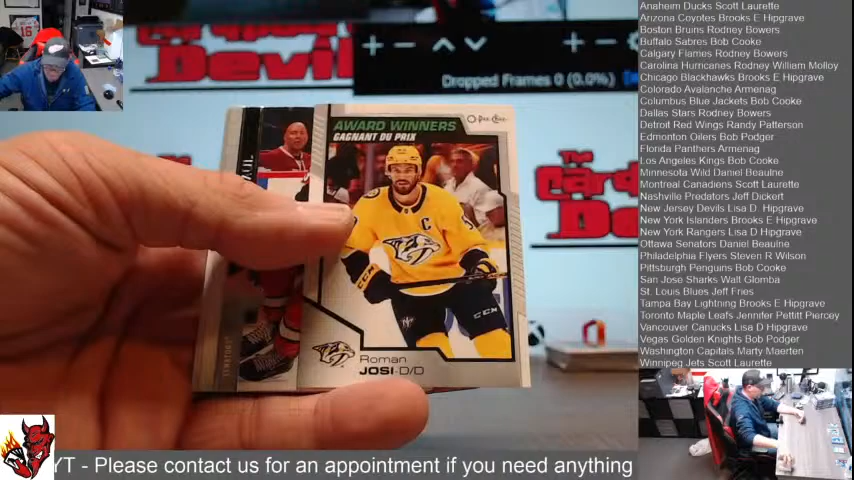 Dropped Frames 0 (0.0%)
The
Devil
The
AWARD WINNERS
GAGNANT DU PRIX
O-Pee-Chee
C
CCM
Roman
JOSI-D/D
SENATORS
16
YT - Please contact us for an appointment if you need anything
Anaheim Ducks Scott Laurette
Arizona Coyotes Brooks E Hipgrave
Boston Bruins Rodney Bowers
Buffalo Sabres Bob Cooke
Calgary Flames Rodney Bowers
Carolina Hurricanes Rodney William Molloy
Chicago Blackhawks Brooks E Hipgrave
Colorado Avalanche Armenag
Columbus Blue Jackets Bob Cooke
Dallas Stars Rodney Bowers
Detroit Red Wings Randy Patterson
Edmonton Oilers Bob Podger
Florida Panthers Armenag
Los Angeles Kings Bob Cooke
Minnesota Wild Daniel Beaulne
Montreal Canadiens Scott Laurette
Nashville Predators Jeff Dickert
New Jersey Devils Lisa D. Hipgrave
New York Islanders Brooks E Hipgrave
New York Rangers Lisa D Hipgrave
Ottawa Senators Daniel Beaulne
Philadelphia Flyers Steven R Wilson
Pittsburgh Penguins Bob Cooke
San Jose Sharks Walt Glomba
St. Louis Blues Jeff Fries
Tampa Bay Lightning Brooks E Hipgrave
Toronto Maple Leafs Jennifer Pettitt Piercey
Vancouver Canucks Lisa D Hipgrave
Vegas Golden Knights Bob Podger
Washington Capitals Marty Maerten
Winnipeg Jets Scott Laurette